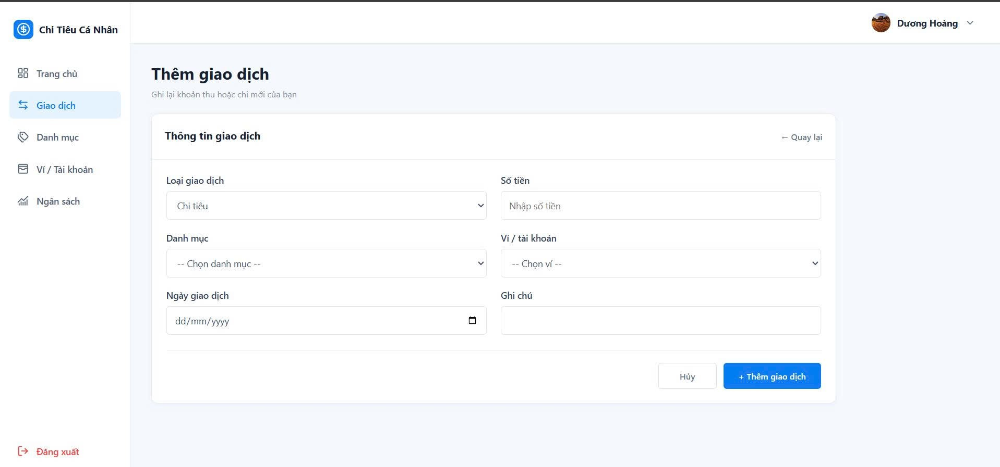 Chi Tiêu Cá Nhân
Dương Hoàng
Trang chủ
Giao dịch
Danh mục
Ví / Tài khoản
Ngân sách
Đăng xuất
Thêm giao dịch
Ghi lại khoản thu hoặc chi mới của bạn
Thông tin giao dịch
← Quay lại
Loại giao dịch
Chi tiêu
Số tiền
Nhập số tiền
Danh mục
-- Chọn danh mục --
Ví / tài khoản
-- Chọn ví --
Ngày giao dịch
dd/mm/yyyy
Ghi chú
Hủy
+ Thêm giao dịch